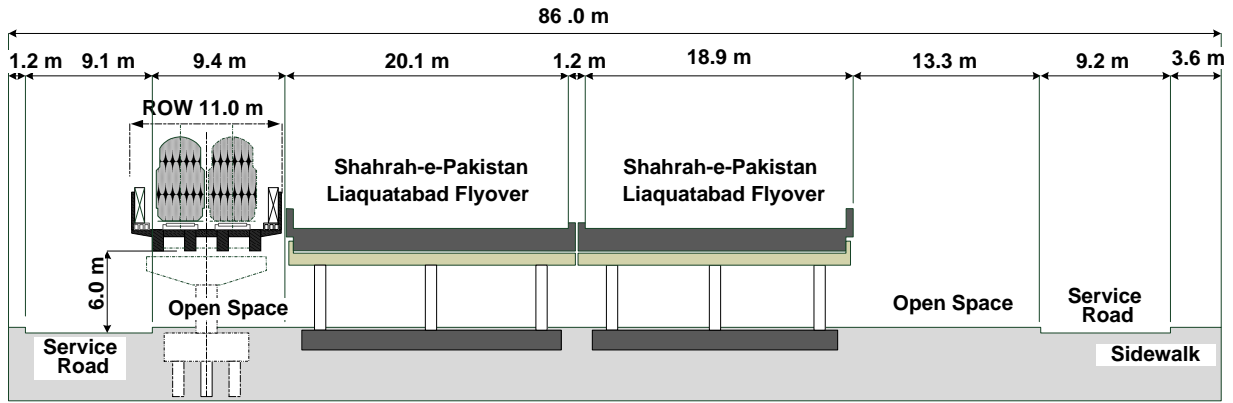 86 .0 m
1.2 m
9.1 m
9.4 m
20.1 m
1.2 m
18.9 m
13.3 m
9.2 m
3.6 m
ROW 11.0 m
Shahrah-e-Pakistan
Liaquatabad Flyover
Shahrah-e-Pakistan
Liaquatabad Flyover
6.0 m
Open Space
Open Space
Service
Road
Service
Road
Sidewalk